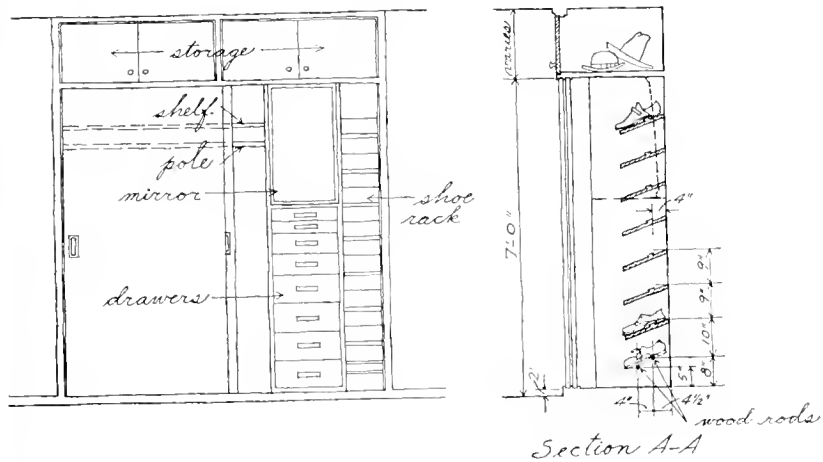 storage
shelf
pole
mirror
shoe
rack
drawers
varies
7'-0"
4"
9"
9"
10"
8"
5"
2"
4"
4½"
wood rods
Section A-A